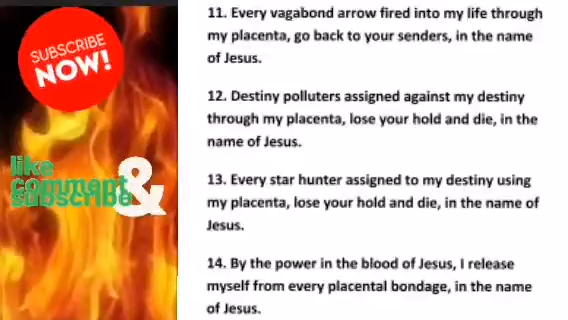 SUBSCRIBE
NOW!
like
comment
subscribe
&
11. Every vagabond arrow fired into my life through
my placenta, go back to your senders, in the name
of Jesus.
12. Destiny polluters assigned against my destiny
through my placenta, lose your hold and die, in the
name of Jesus.
13. Every star hunter assigned to my destiny using
my placenta, lose your hold and die, in the name of
Jesus.
14. By the power in the blood of Jesus, I release
myself from every placental bondage, in the name
of Jesus.